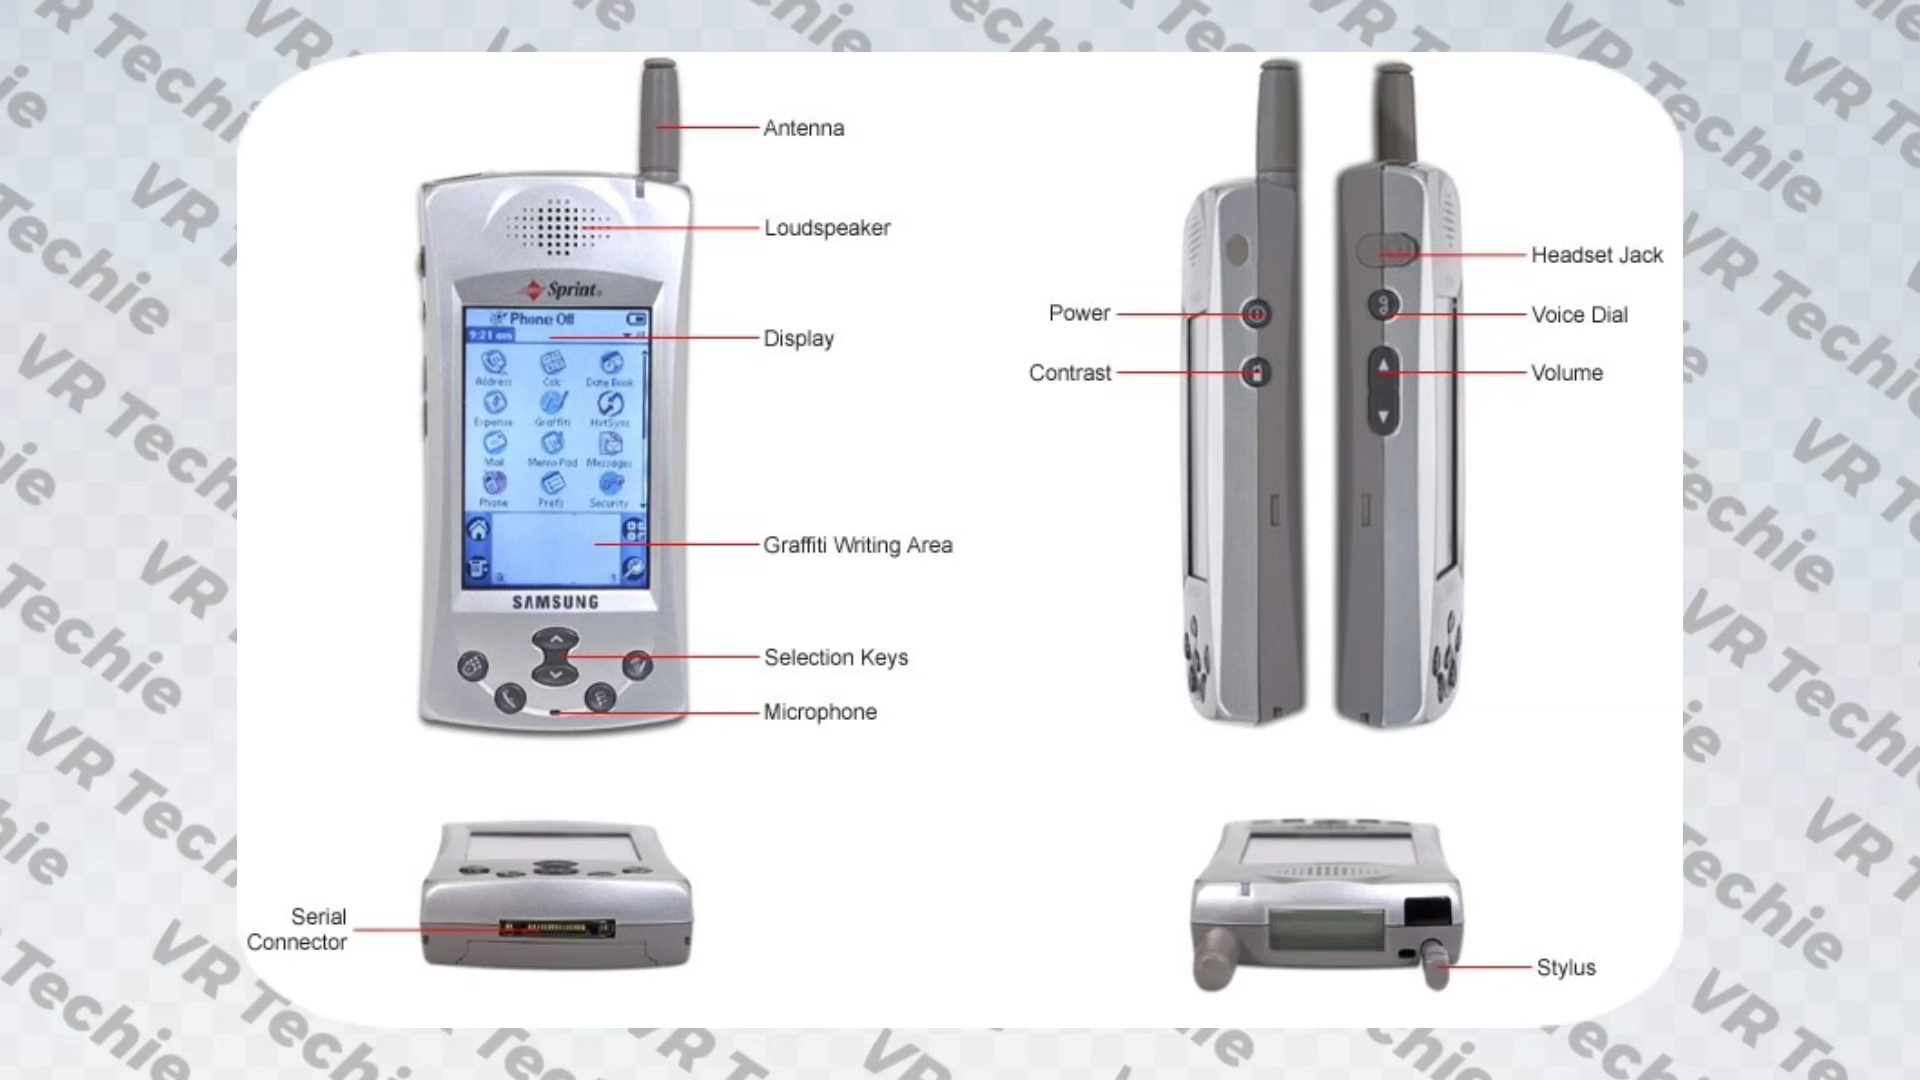 Antenna
Loudspeaker
Sprint
Phone Off
9:21 am
Display
Address
Calc
Date Book
Expense
Graffiti
HotSync
Mail
Memo Pad
Messages
Phone
Prefs
Security
Graffiti Writing Area
SAMSUNG
Selection Keys
Microphone
Power
Contrast
Headset Jack
Voice Dial
Volume
Serial
Connector
Stylus
VR Techie